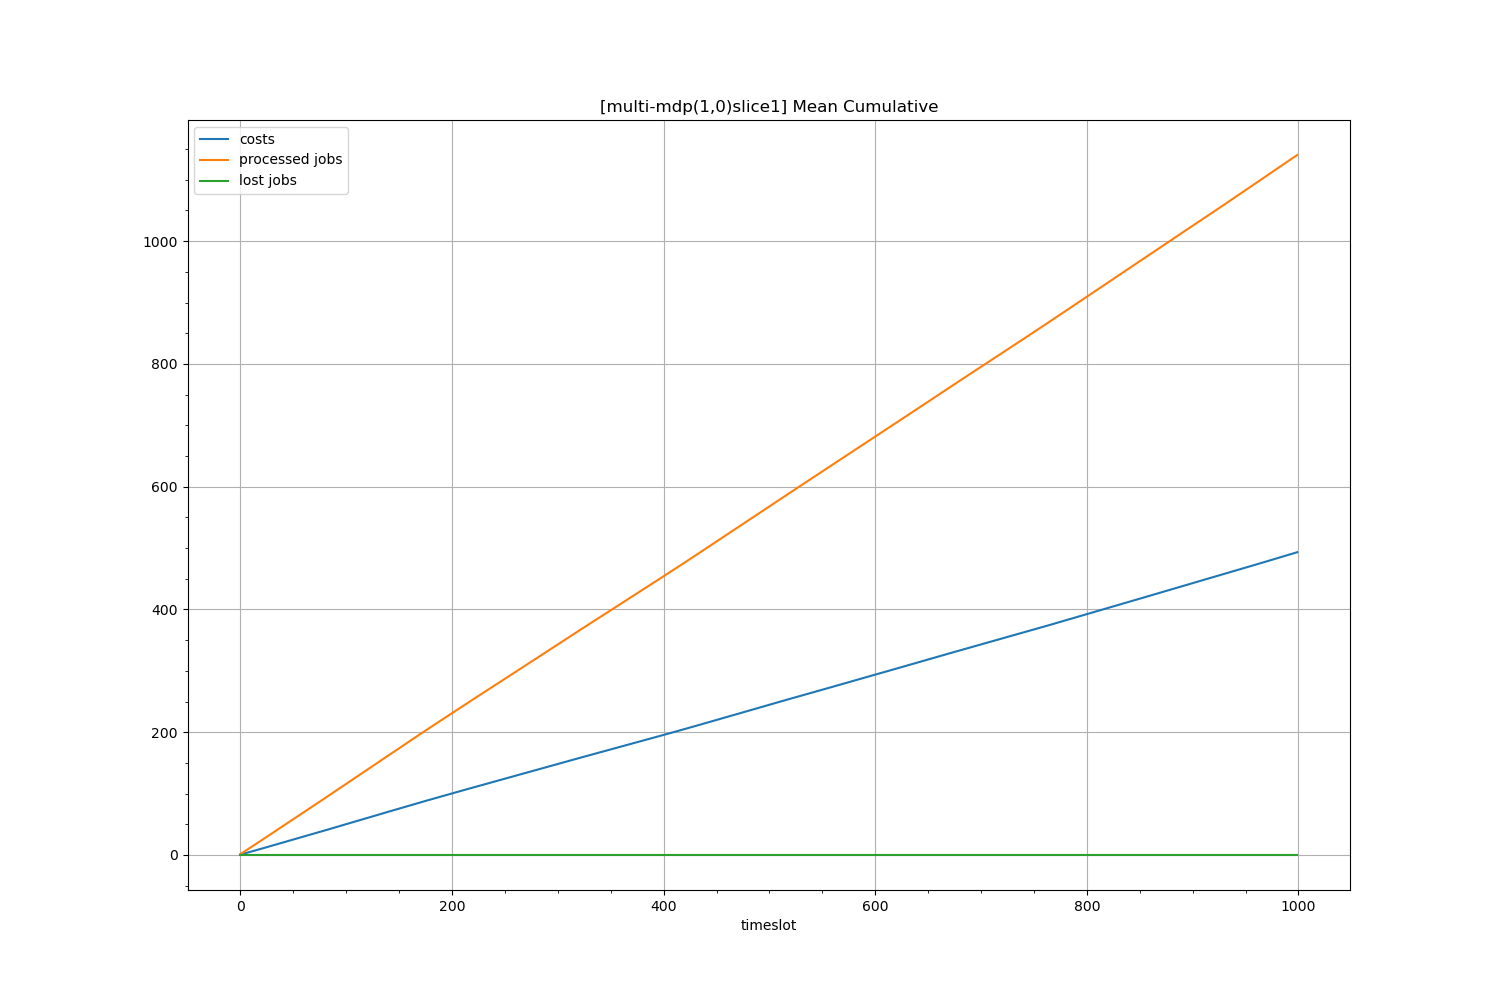 [multi-mdp(1,0)slice1] Mean Cumulative
costs
processed jobs
lost jobs
1000
800
600
400
200
0
0 200 400 600 800 1000
timeslot